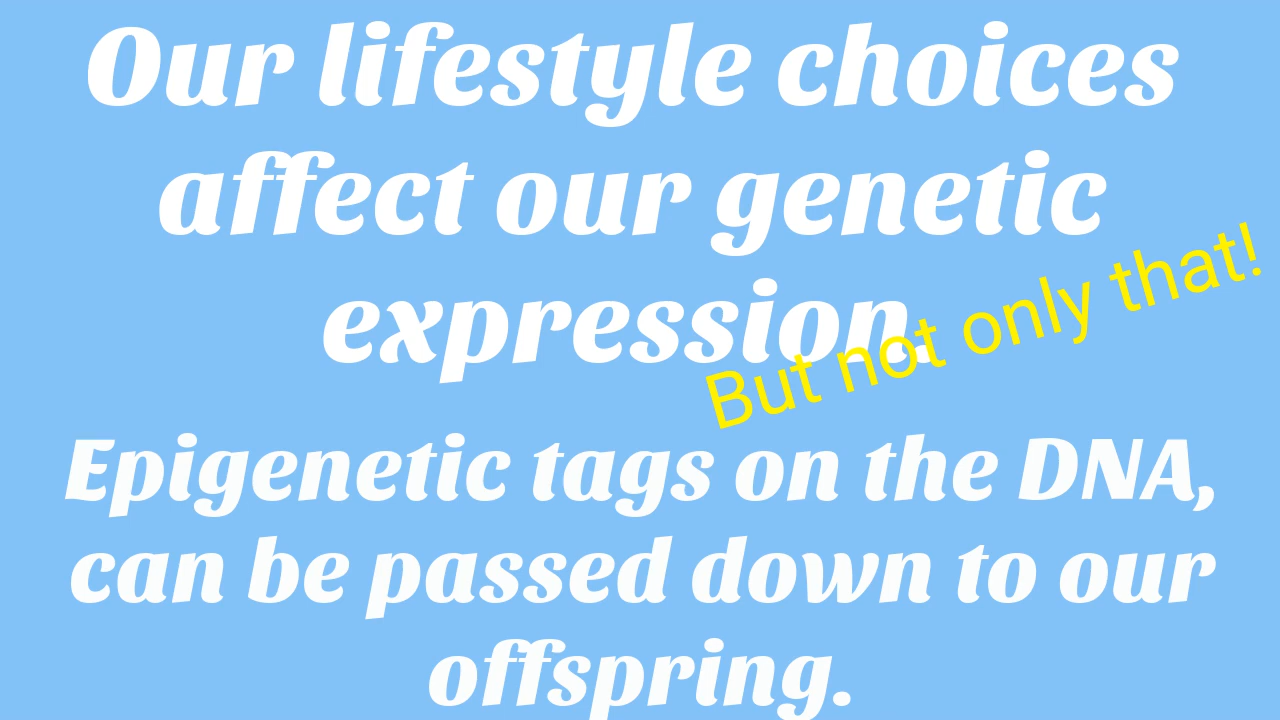 Our lifestyle choices
affect our genetic
expression.
But not only that!
Epigenetic tags on the DNA,
can be passed down to our
offspring.